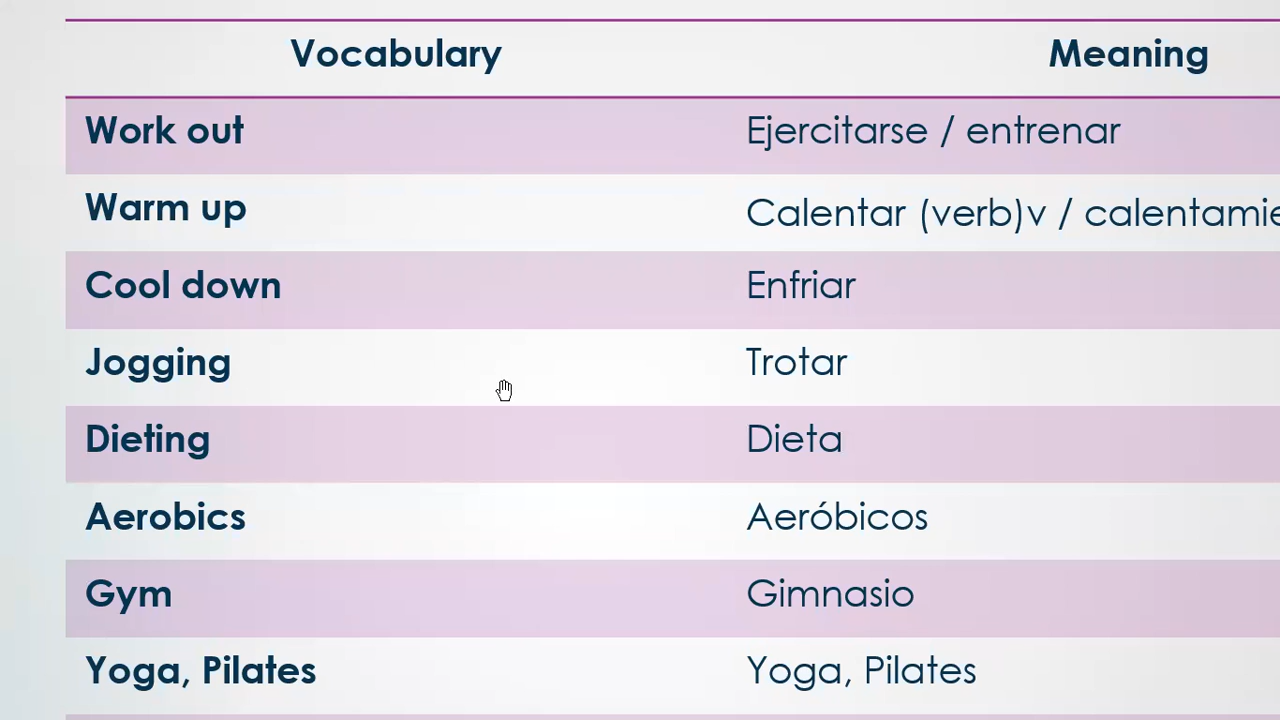 Vocabulary Meaning
Work out Ejercitarse / entrenar
Warm up Calentar (verb)v /
Cool down Enfriar
Jogging Trotar
Dieting Dieta
Aerobics Aeróbicos
Gym Gimnasio
Yoga, Pilates Yoga, Pilates